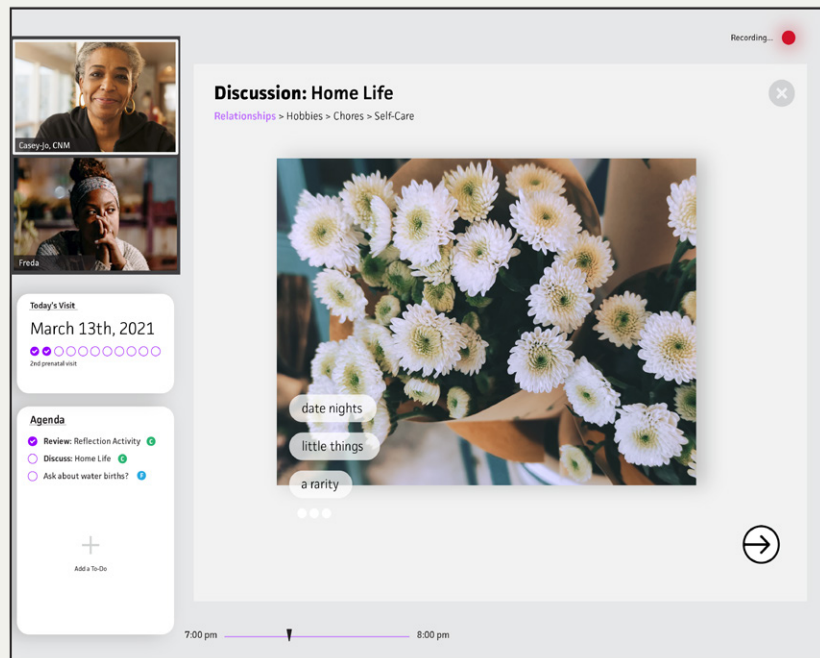 Recording...
Casey-Jo, CNM
Freda
Today's Visit
March 13th, 2021
2nd prenatal visit
Agenda
Review: Reflection Activity C
Discuss: Home Life C
Ask about water births? F
Add a To-Do
Discussion: Home Life
Relationships > Hobbies > Chores > Self-Care
date nights
little things
a rarity
7:00 pm
8:00 pm